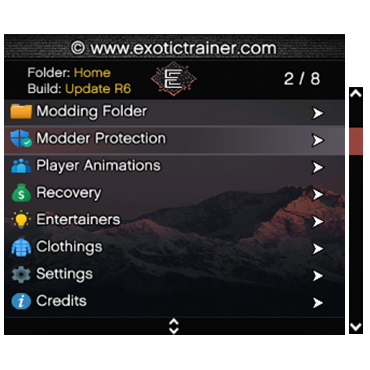 © www.exotictrainer.com
Folder: Home
Build: Update R6
2 / 8
Modding Folder
Modder Protection
Player Animations
Recovery
Entertainers
Clothings
Settings
Credits